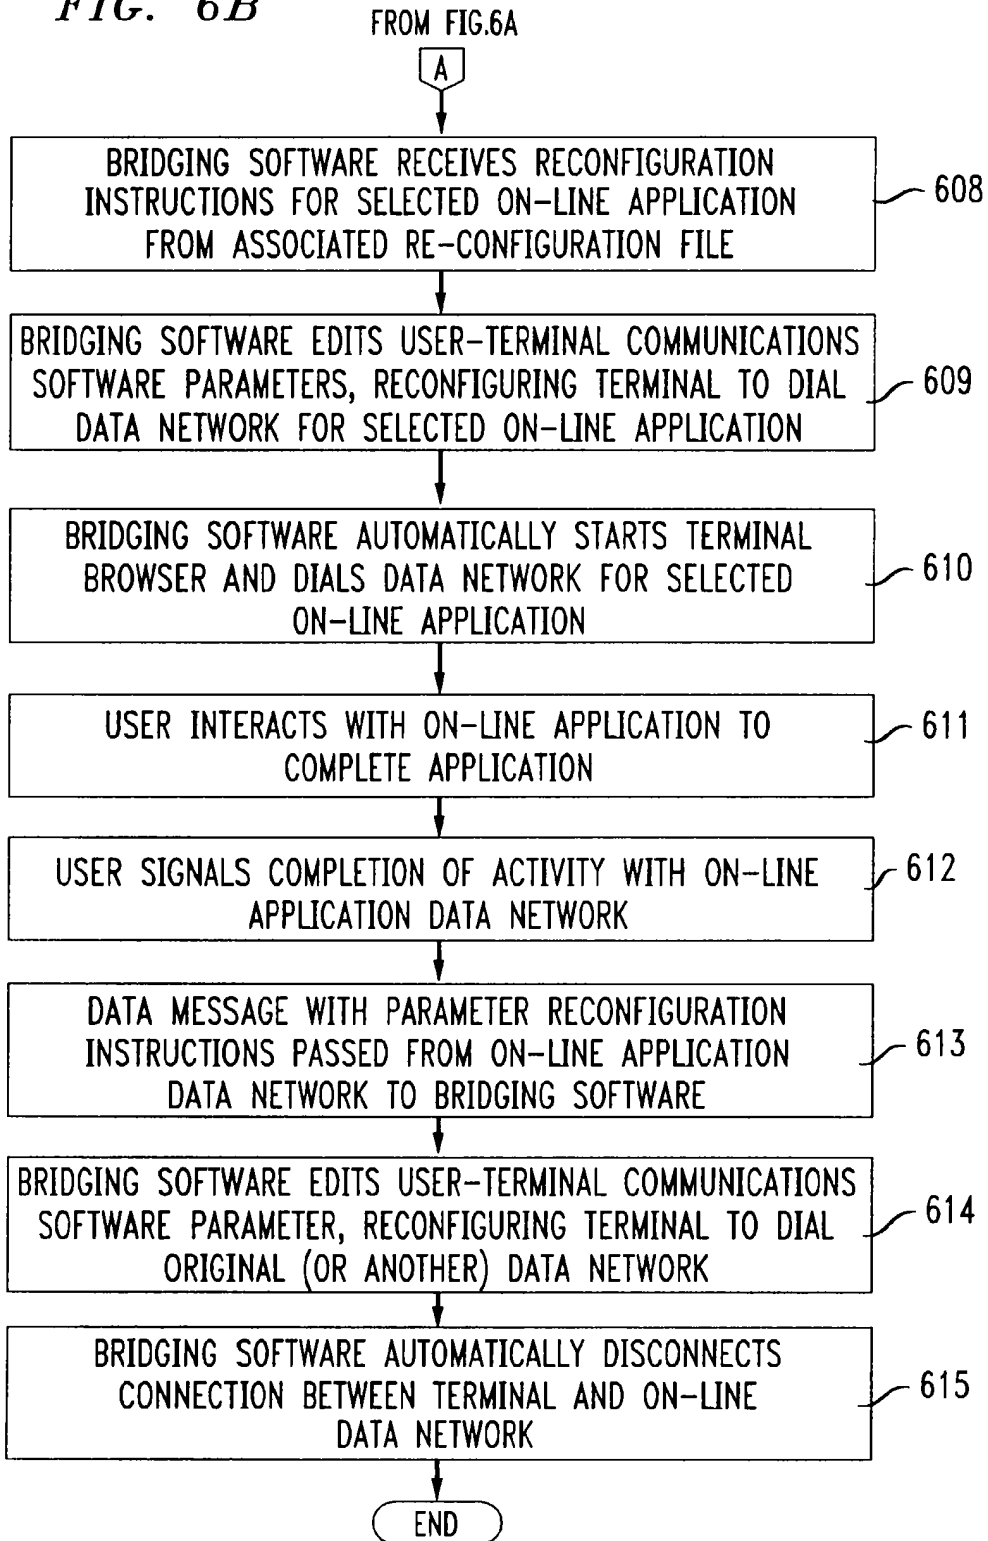 FIG. 6B
FROM FIG.6A
A
BRIDGING SOFTWARE RECEIVES RECONFIGURATION
INSTRUCTIONS FOR SELECTED ON-LINE APPLICATION
FROM ASSOCIATED RE-CONFIGURATION FILE
608
BRIDGING SOFTWARE EDITS USER-TERMINAL COMMUNICATIONS
SOFTWARE PARAMETERS, RECONFIGURING TERMINAL TO DIAL
DATA NETWORK FOR SELECTED ON-LINE APPLICATION
609
BRIDGING SOFTWARE AUTOMATICALLY STARTS TERMINAL
BROWSER AND DIALS DATA NETWORK FOR SELECTED
ON-LINE APPLICATION
610
USER INTERACTS WITH ON-LINE APPLICATION TO
COMPLETE APPLICATION
611
USER SIGNALS COMPLETION OF ACTIVITY WITH ON-LINE
APPLICATION DATA NETWORK
612
DATA MESSAGE WITH PARAMETER RECONFIGURATION
INSTRUCTIONS PASSED FROM ON-LINE APPLICATION
DATA NETWORK TO BRIDGING SOFTWARE
613
BRIDGING SOFTWARE EDITS USER-TERMINAL COMMUNICATIONS
SOFTWARE PARAMETER, RECONFIGURING TERMINAL TO DIAL
ORIGINAL (OR ANOTHER) DATA NETWORK
614
BRIDGING SOFTWARE AUTOMATICALLY DISCONNECTS
CONNECTION BETWEEN TERMINAL AND ON-LINE
DATA NETWORK
615
END